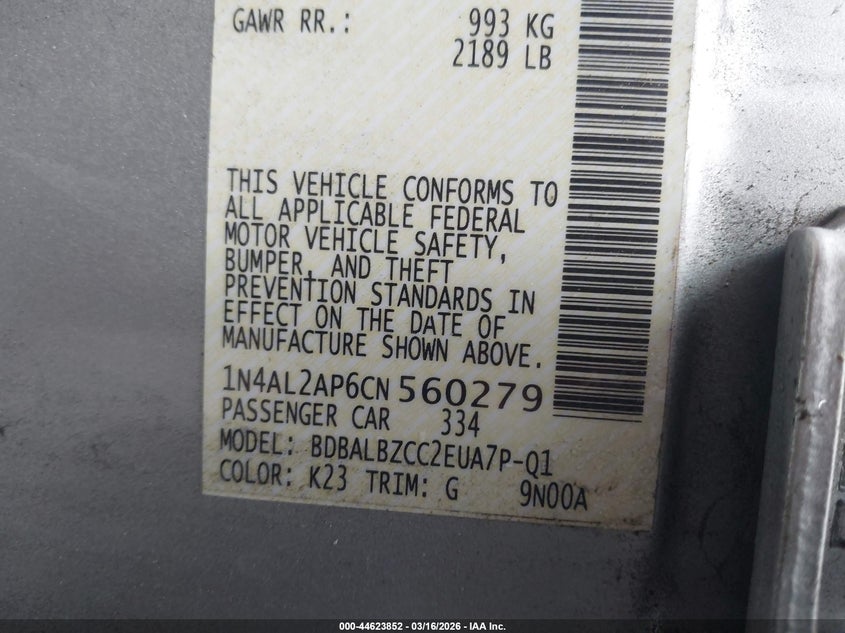 GAWR RR.: 993 KG
2189 LB
THIS VEHICLE CONFORMS TO
ALL APPLICABLE FEDERAL
MOTOR VEHICLE SAFETY,
BUMPER, AND THEFT
PREVENTION STANDARDS IN
EFFECT ON THE DATE OF
MANUFACTURE SHOWN ABOVE.
1N4AL2AP6CN560279
PASSENGER CAR 334
MODEL: BDBALBZCC2EUA7P-Q1
COLOR: K23 TRIM: G 9N00A
000-44623852 - 03/16/2026 - IAA Inc.